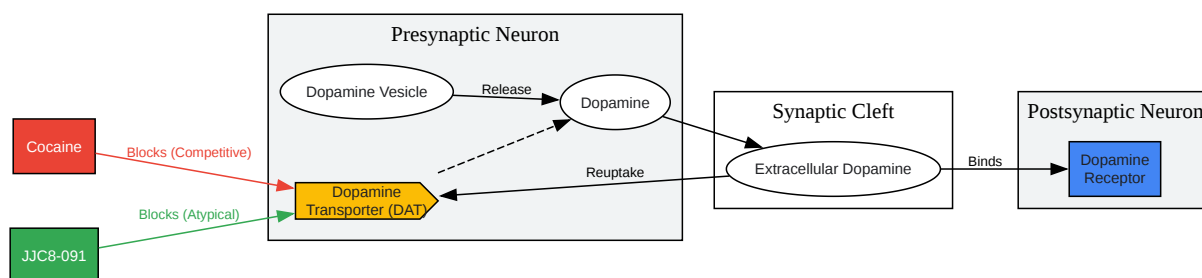 Presynaptic Neuron
Dopamine Vesicle
Release
Dopamine
Synaptic Cleft
Postsynaptic Neuron
Cocaine
Blocks (Competitive)
Extracellular Dopamine
Binds
Dopamine
Receptor
Reuptake
Dopamine
Transporter (DAT)
Blocks (Atypical)
JJC8-091